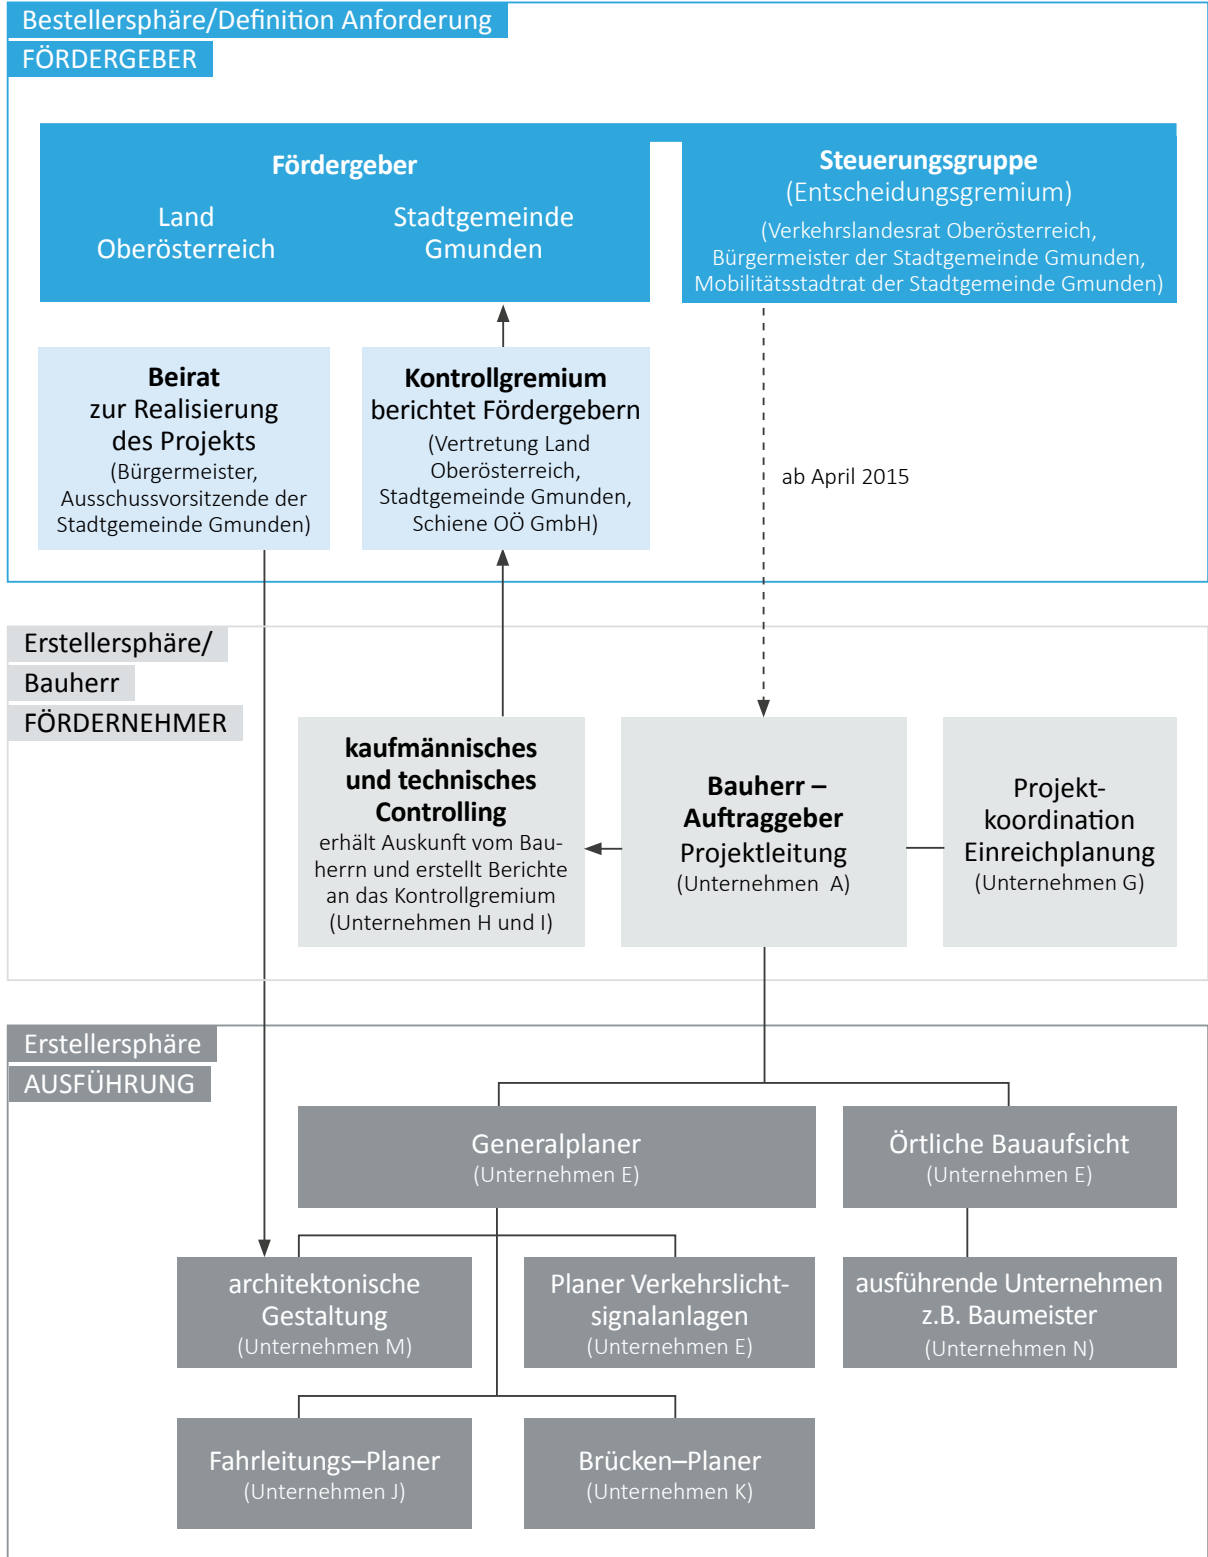 Bestellersphäre/Definition Anforderung
FÖRDERGEBER
Fördergeber
Land
Oberösterreich
Stadtgemeinde
Gmunden
Steuerungsgruppe
(Entscheidungsgremium)
(Verkehrslandesrat Oberösterreich,
Bürgermeister der Stadtgemeinde Gmunden,
Mobilitätsstadtrat der Stadtgemeinde Gmunden)
Beirat
zur Realisierung
des Projekts
(Bürgermeister,
Ausschussvorsitzende der
Stadtgemeinde Gmunden)
Kontrollgremium
berichtet Fördergebern
(Vertretung Land
Oberösterreich,
Stadtgemeinde Gmunden,
Schiene OÖ GmbH)
ab April 2015
Erstellersphäre/
Bauherr
FÖRDERNEHMER
kaufmännisches
und technisches
Controlling
erhält Auskunft vom Bau-
herrn und erstellt Berichte
an das Kontrollgremium
(Unternehmen H und I)
Bauherr –
Auftraggeber
Projektleitung
(Unternehmen A)
Projekt-
koordination
Einreichplanung
(Unternehmen G)
Erstellersphäre
AUSFÜHRUNG
Generalplaner
(Unternehmen E)
Örtliche Bauaufsicht
(Unternehmen E)
architektonische
Gestaltung
(Unternehmen M)
Planer Verkehrslicht-
signalanlagen
(Unternehmen E)
ausführende Unternehmen
z.B. Baumeister
(Unternehmen N)
Fahrleitungs–Planer
(Unternehmen J)
Brücken–Planer
(Unternehmen K)